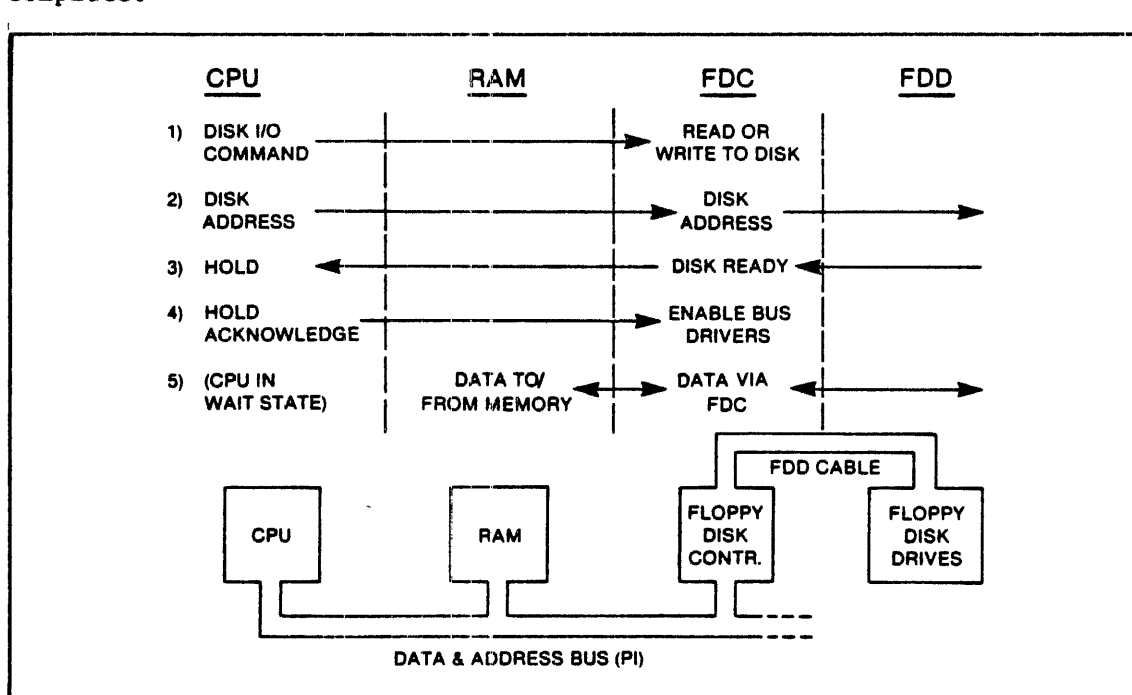 CPU RAM FDC FDD
1) DISK I/O COMMAND READ OR WRITE TO DISK
2) DISK ADDRESS DISK ADDRESS
3) HOLD DISK READY
4) HOLD ACKNOWLEDGE ENABLE BUS DRIVERS
5) (CPU IN WAIT STATE) DATA TO/ FROM MEMORY DATA VIA FDC
FDD CABLE
CPU
RAM
FLOPPY
DISK
CONTR.
FLOPPY
DISK
DRIVES
DATA & ADDRESS BUS (PI)